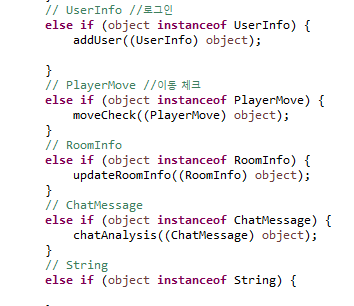 // UserInfo //로그인
else if (object instanceof UserInfo) {
addUser((UserInfo) object);
}
// PlayerMove //이동 체크
else if (object instanceof PlayerMove) {
moveCheck((PlayerMove) object);
}
// RoomInfo
else if (object instanceof RoomInfo) {
updateRoomInfo((RoomInfo) object);
}
// ChatMessage
else if (object instanceof ChatMessage) {
chatAnalysis((ChatMessage) object);
}
// String
else if (object instanceof String) {